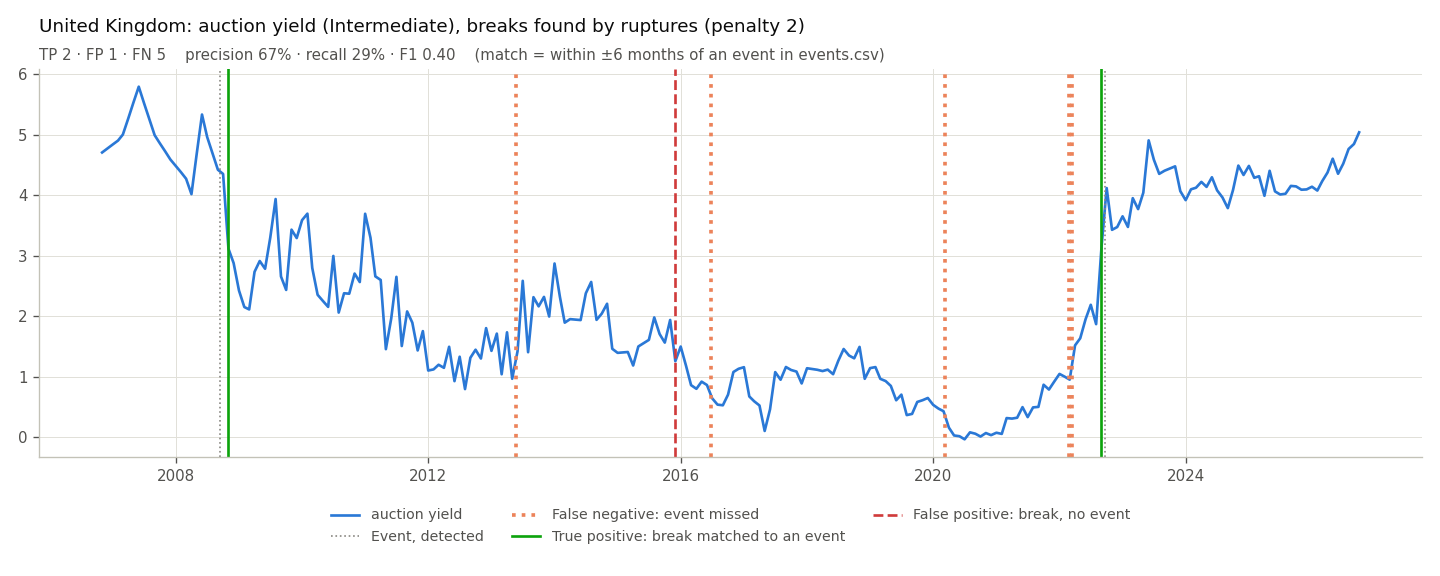 United Kingdom: auction yield (Intermediate), breaks found by ruptures (penalty 2)
TP 2 · FP 1 · FN 5    precision 67% · recall 29% · F1 0.40    (match = within ±6 months of an event in events.csv)
6
5
4
3
2
1
0
2008 2012 2016 2020 2024
auction yield False negative: event missed False positive: break, no event
Event, detected True positive: break matched to an event